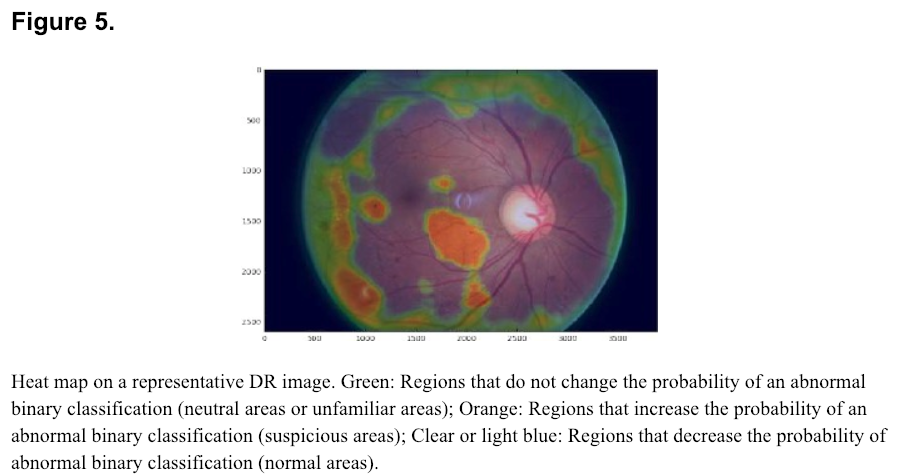 Figure 5.
0
500
1000
1500
2000
2500
0 500 1000 1500 2000 2500 3000 3500
Heat map on a representative DR image. Green: Regions that do not change the probability of an abnormal
binary classification (neutral areas or unfamiliar areas); Orange: Regions that increase the probability of an
abnormal binary classification (suspicious areas); Clear or light blue: Regions that decrease the probability of
abnormal binary classification (normal areas).